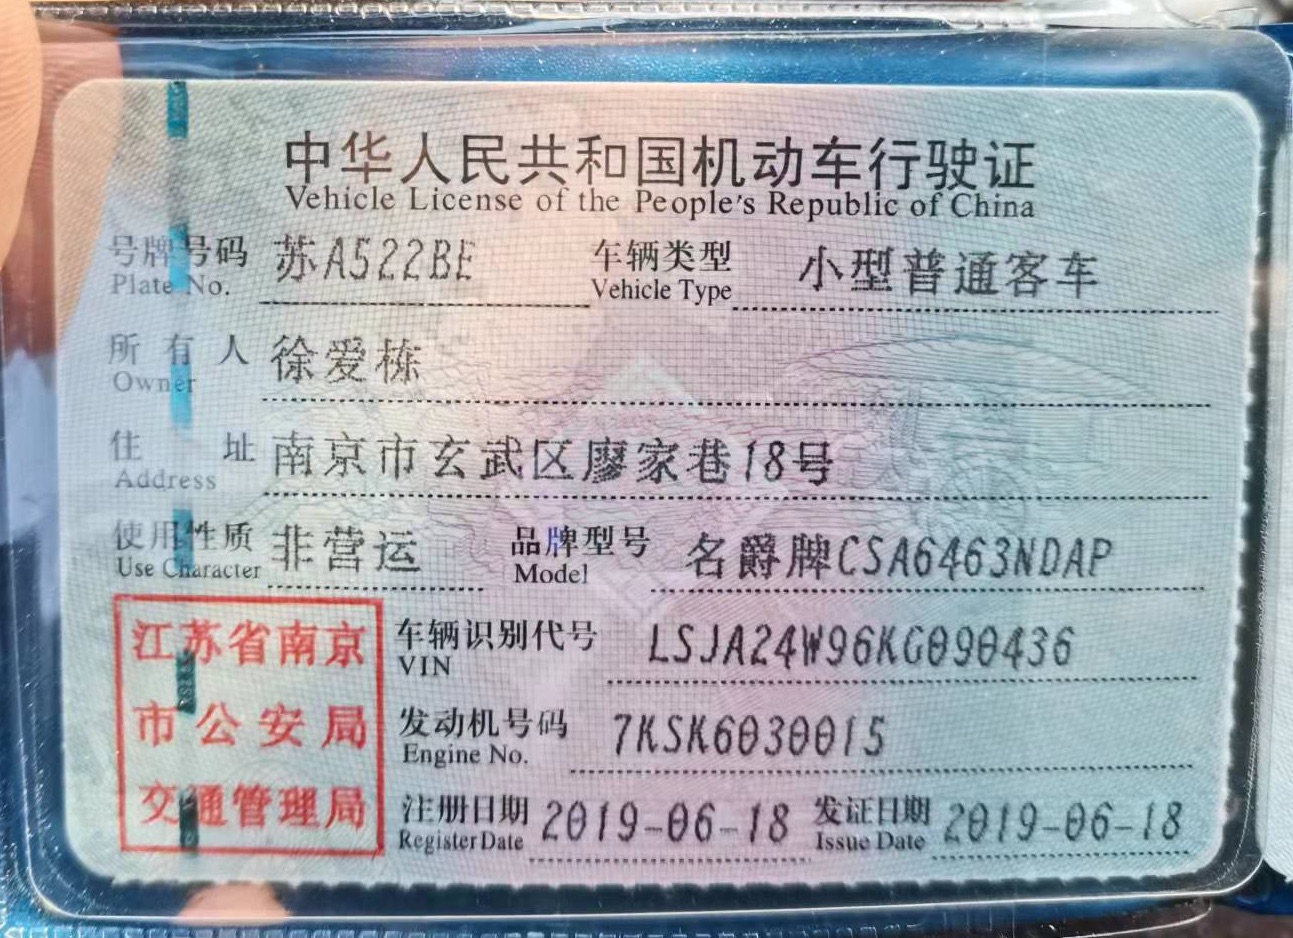 中华人民共和国机动车行驶证
Vehicle License of the People's Republic of China
号牌号码 苏A522BE 车辆类型 小型普通客车
Plate No. Vehicle Type
所有人 徐爱栋
Owner
住址 南京市玄武区廖家巷18号
Address
使用性质 非营运 品牌型号 名爵牌CSA6463NDAP
Use Character Model
江苏省南京
市公安局
交通管理局
车辆识别代号 LSJA24W96KG090436
VIN
发动机号码 7KSK6030015
Engine No.
注册日期 2019-06-18 发证日期 2019-06-18
Register Date Issue Date